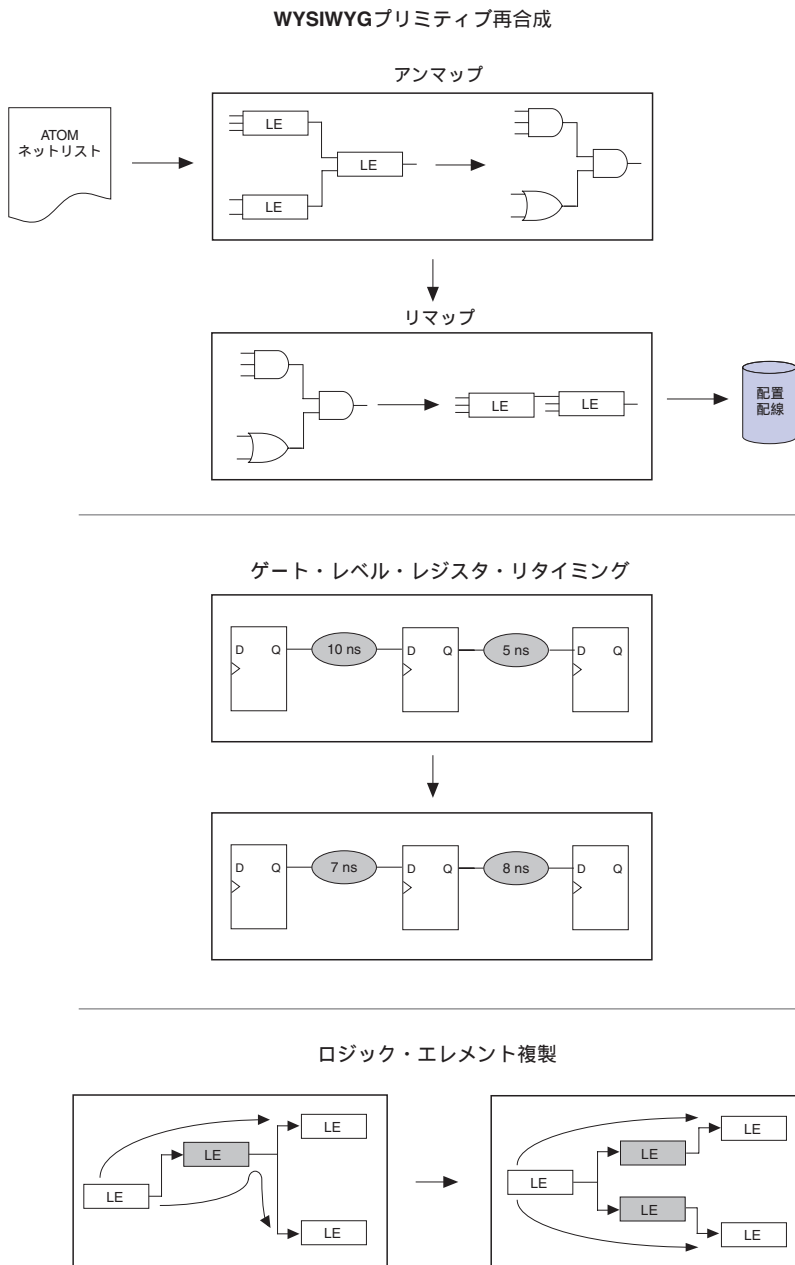 WYSIWYGプリミティブ再合成
アンマップ
ATOM
ネットリスト
LE
LE
LE
リマップ
LE
LE
配置
配線
ゲート・レベル・レジスタ・リタイミング
D Q
10 ns
D Q
5 ns
D Q
D Q
7 ns
D Q
8 ns
D Q
ロジック・エレメント複製
LE
LE
LE
LE
LE
LE
LE
LE
LE